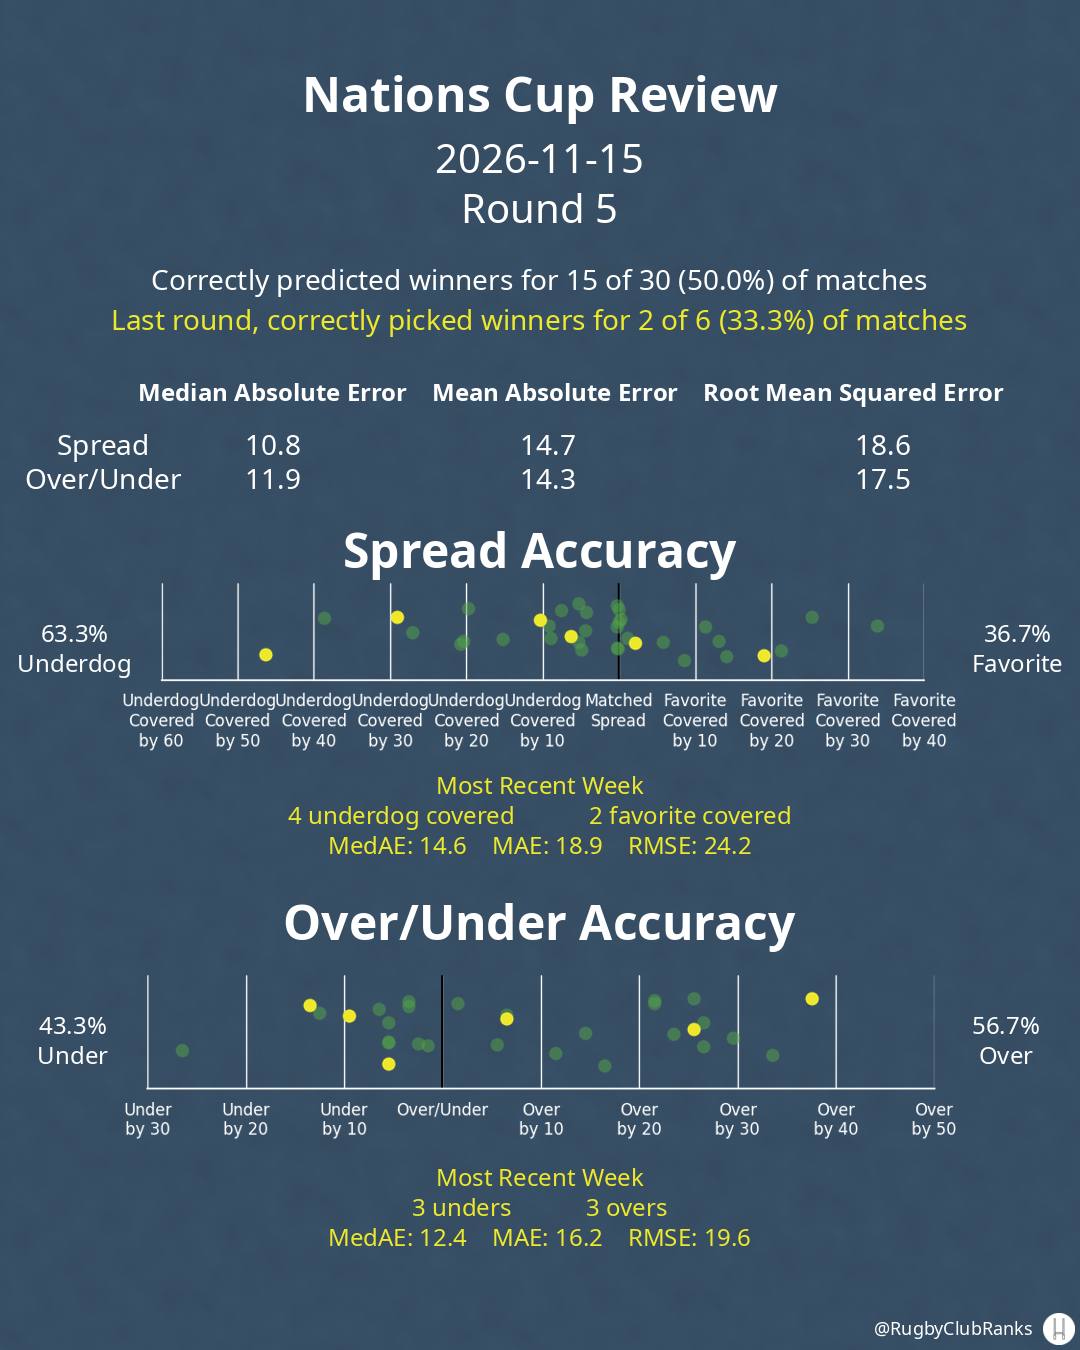 Nations Cup Review
2026-11-15
Round 5
Correctly predicted winners for 15 of 30 (50.0%) of matches
Last round, correctly picked winners for 2 of 6 (33.3%) of matches
Median Absolute Error Mean Absolute Error Root Mean Squared Error
Spread 10.8 14.7 18.6
Over/Under 11.9 14.3 17.5
Spread Accuracy
63.3%
Underdog
36.7%
Favorite
Underdog Underdog Underdog Underdog Underdog Underdog Matched Favorite Favorite Favorite Favorite
Covered Covered Covered Covered Covered Covered Spread Covered Covered Covered Covered
by 60 by 50 by 40 by 30 by 20 by 10 by 10 by 20 by 30 by 40
Most Recent Week
4 underdog covered 2 favorite covered
MedAE: 14.6 MAE: 18.9 RMSE: 24.2
Over/Under Accuracy
43.3%
Under
56.7%
Over
Under Under Under Over/Under Over Over Over Over Over
by 30 by 20 by 10 by 10 by 20 by 30 by 40 by 50
Most Recent Week
3 unders 3 overs
MedAE: 12.4 MAE: 16.2 RMSE: 19.6
@RugbyClubRanks